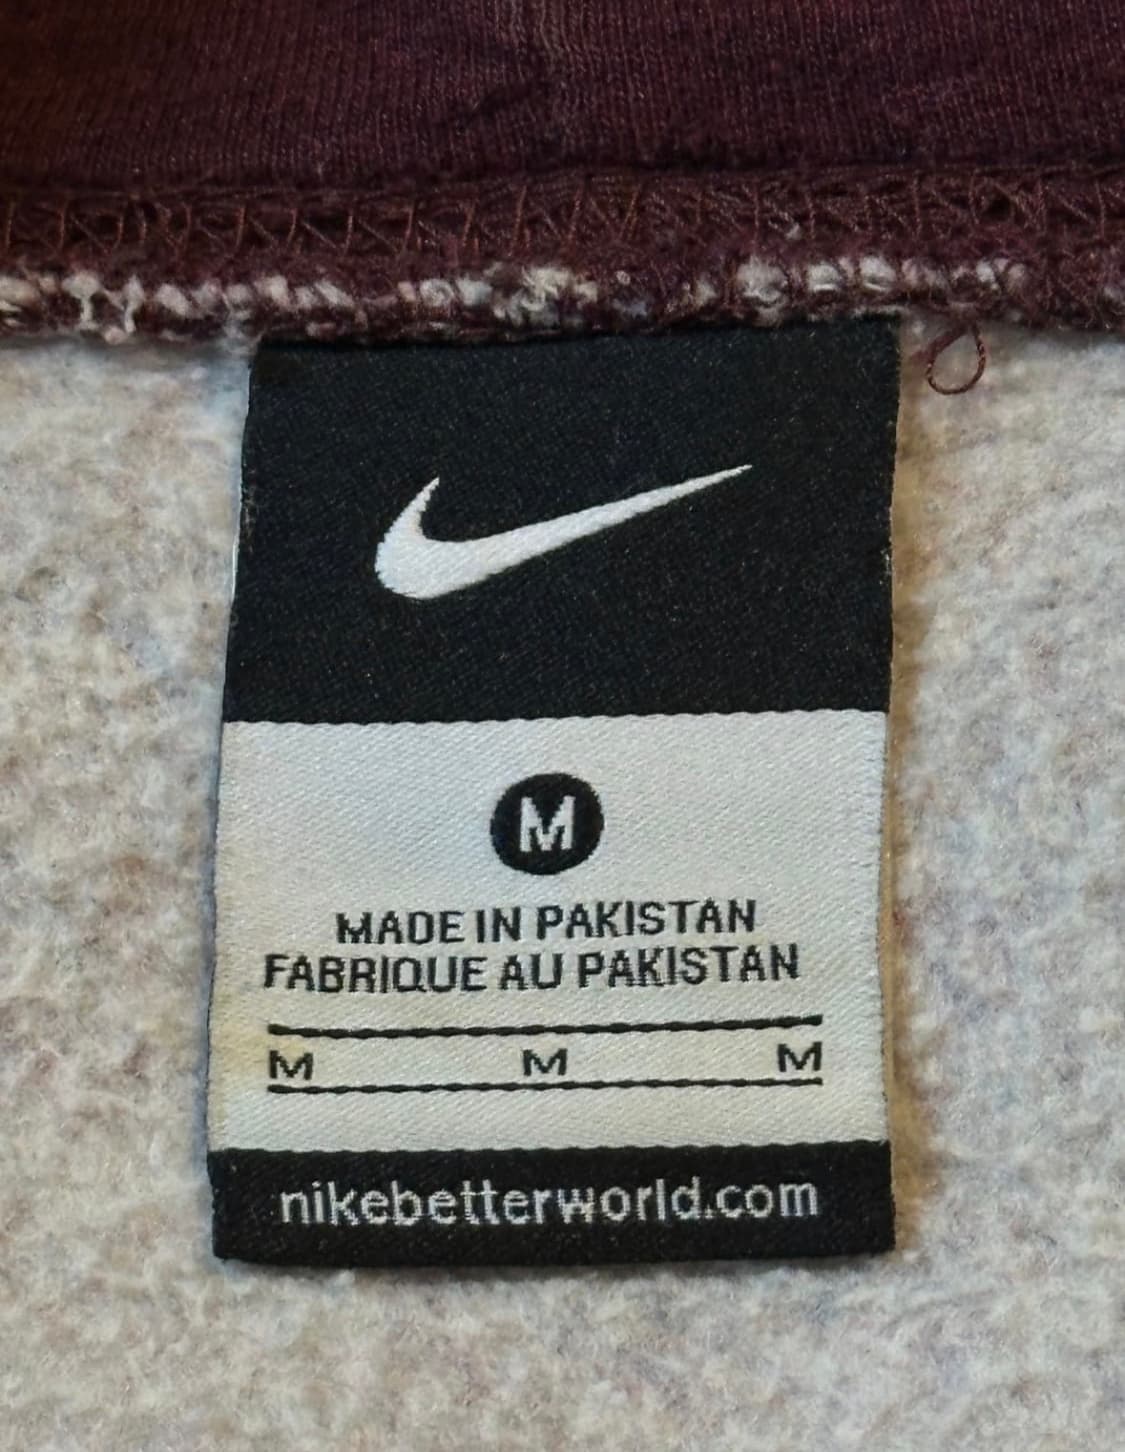 M
MADE IN PAKISTAN
FABRIQUE AU PAKISTAN
M M M
nikebetterworld.com